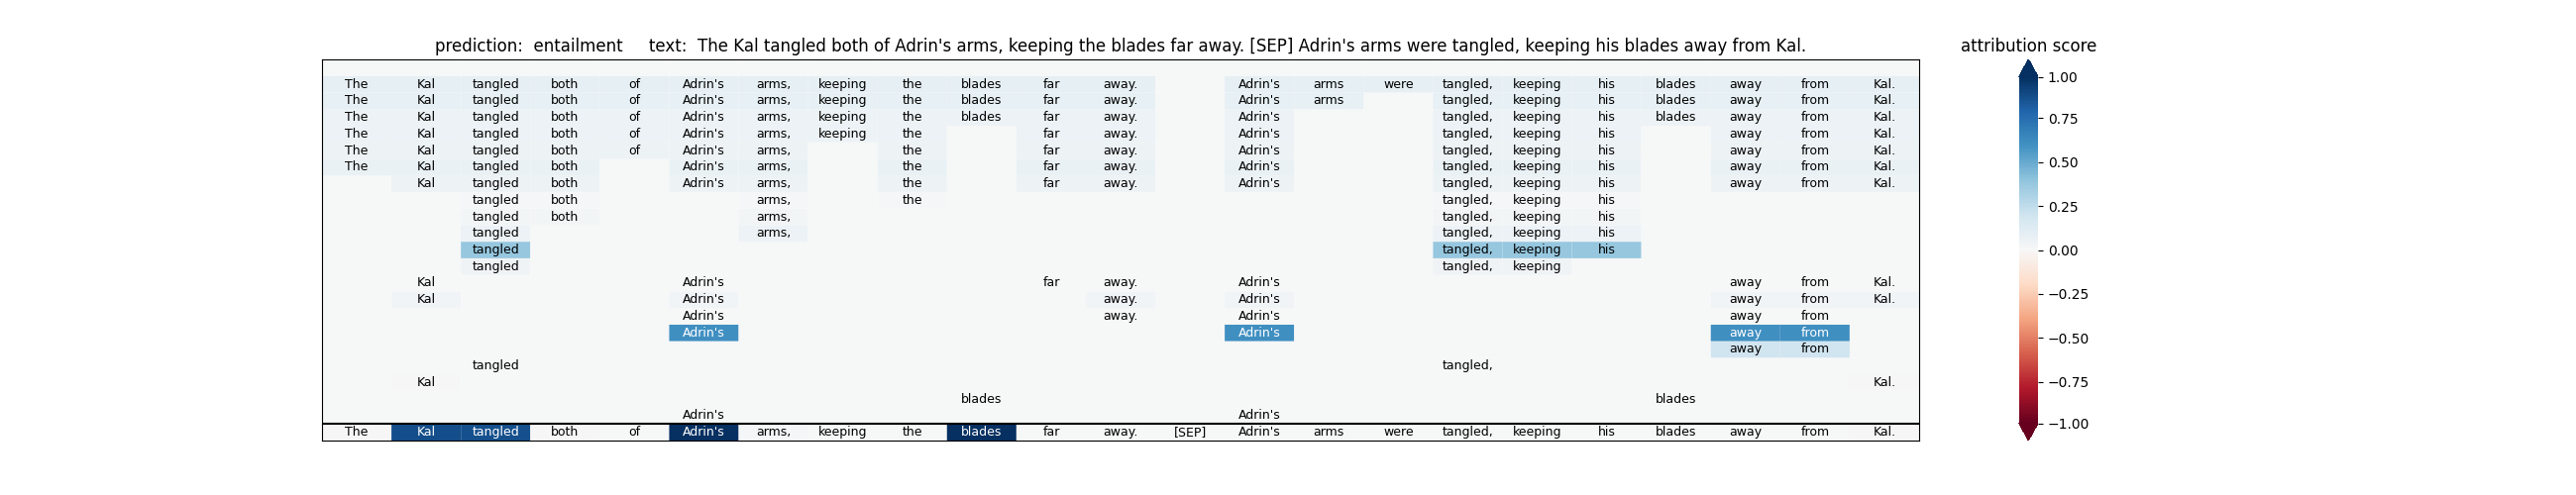 prediction: entailment text: The Kal tangled both of Adrin's arms, keeping the blades far away. [SEP] Adrin's arms were tangled, keeping his blades away from Kal.
attribution score
The Kal tangled both of Adrin's arms, keeping the blades far away. Adrin's arms were tangled, keeping his blades away from Kal.
The Kal tangled both of Adrin's arms, keeping the blades far away. Adrin's arms tangled, keeping his blades away from Kal.
The Kal tangled both of Adrin's arms, keeping the blades far away. Adrin's tangled, keeping his blades away from Kal.
The Kal tangled both of Adrin's arms, keeping the far away. Adrin's tangled, keeping his away from Kal.
The Kal tangled both of Adrin's arms, the far away. Adrin's tangled, keeping his away from Kal.
The Kal tangled both Adrin's arms, the far away. Adrin's tangled, keeping his away from Kal.
Kal tangled both Adrin's arms, the far away. Adrin's tangled, keeping his away from Kal.
tangled both arms, the tangled, keeping his
tangled both arms, tangled, keeping his
tangled arms, tangled, keeping his
tangled tangled, keeping his
tangled tangled, keeping
Kal Adrin's far away. Adrin's away from Kal.
Kal Adrin's away. Adrin's away from Kal.
Adrin's away. Adrin's away from
Adrin's Adrin's away from
away from
tangled tangled,
Kal Kal.
blades blades
Adrin's Adrin's
The Kal tangled both of Adrin's arms, keeping the blades far away. [SEP] Adrin's arms were tangled, keeping his blades away from Kal.
1.00
0.75
0.50
0.25
0.00
−0.25
−0.50
−0.75
−1.00